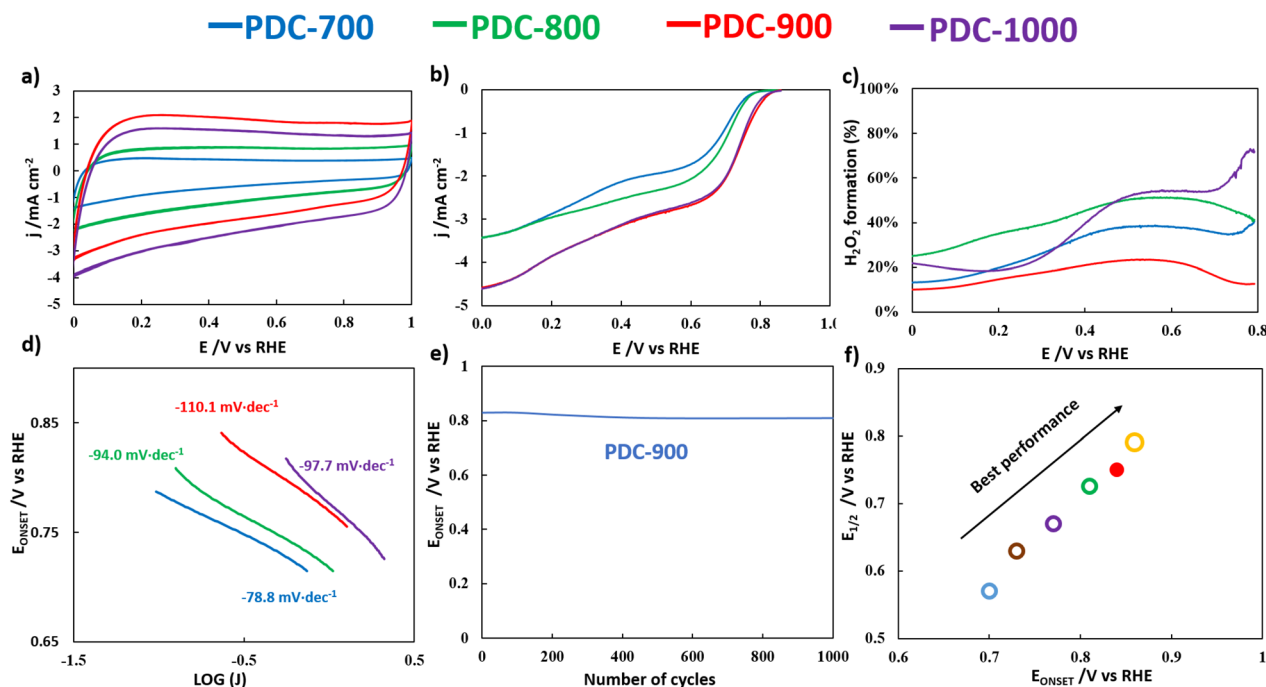 PDC-700 PDC-800 PDC-900 PDC-1000
a)
3
2
1
0
-1
-2
-3
-4
-5
j /mA cm-2
0 0.2 0.4 0.6 0.8 1
E /V vs RHE
b)
0
-1
-2
-3
-4
-5
j /mA cm-2
0.0 0.2 0.4 0.6 0.8 1.0
E /V vs RHE
c)
100%
80%
60%
40%
20%
0%
H2O2 formation (%)
0 0.2 0.4 0.6 0.8
E /V vs RHE
d)
0.85
0.75
0.65
EONSET /V vs RHE
-110.1 mV·dec-1
-94.0 mV·dec-1
-97.7 mV·dec-1
-78.8 mV·dec-1
-1.5 -0.5 0.5
LOG (J)
e)
1
0.8
0.6
0.4
0.2
0
EONSET /V vs RHE
PDC-900
0 200 400 600 800 1000
Number of cycles
f)
0.9
0.8
0.7
0.6
0.5
E1/2 /V vs RHE
Best performance
0.6 0.7 0.8 0.9 1
EONSET /V vs RHE